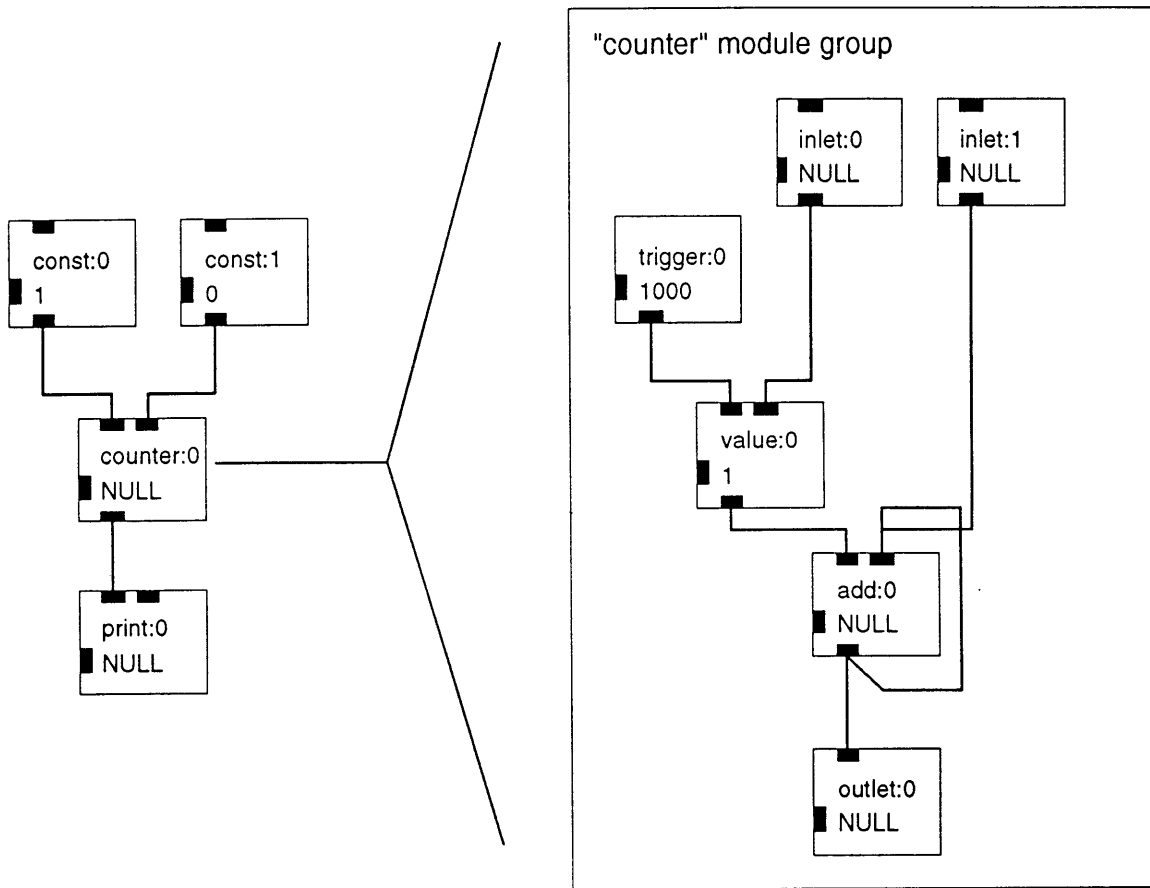 "counter" module group
inlet:0
NULL
inlet:1
NULL
const:0
1
const:1
0
trigger:0
1000
counter:0
NULL
value:0
1
print:0
NULL
add:0
NULL
outlet:0
NULL